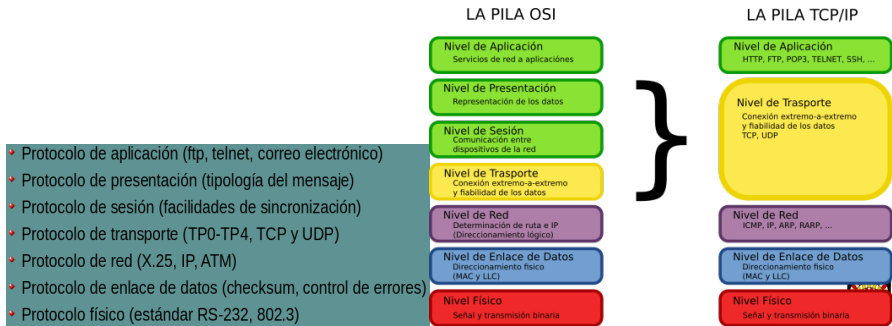 LA PILA OSI
Nivel de Aplicación
Servicios de red a aplicaciónes
Nivel de Presentación
Representación de los datos
Nivel de Sesión
Comunicación entre
dispositivos de la red
Nivel de Trasporte
Conexión extremo-a-extremo
y fiabilidad de los datos
Nivel de Red
Determinación de ruta e IP
(Direccionamiento lógico)
Nivel de Enlace de Datos
Direccionamiento fisico
(MAC y LLC)
Nivel Físico
Señal y transmisión binaria
LA PILA TCP/IP
Nivel de Aplicación
HTTP, FTP, POP3, TELNET, SSH, ...
Nivel de Trasporte
Conexión extremo-a-extremo
y fiabilidad de los datos
TCP, UDP
Nivel de Red
ICMP, IP, ARP, RARP, ...
Nivel de Enlace de Datos
Direccionamiento fisico
(MAC y LLC)
Nivel Físico
Señal y transmisión binaria
Protocolo de aplicación (ftp, telnet, correo electrónico)
Protocolo de presentación (tipología del mensaje)
Protocolo de sesión (facilidades de sincronización)
Protocolo de transporte (TP0-TP4, TCP y UDP)
Protocolo de red (X.25, IP, ATM)
Protocolo de enlace de datos (checksum, control de errores)
Protocolo físico (estándar RS-232, 802.3)